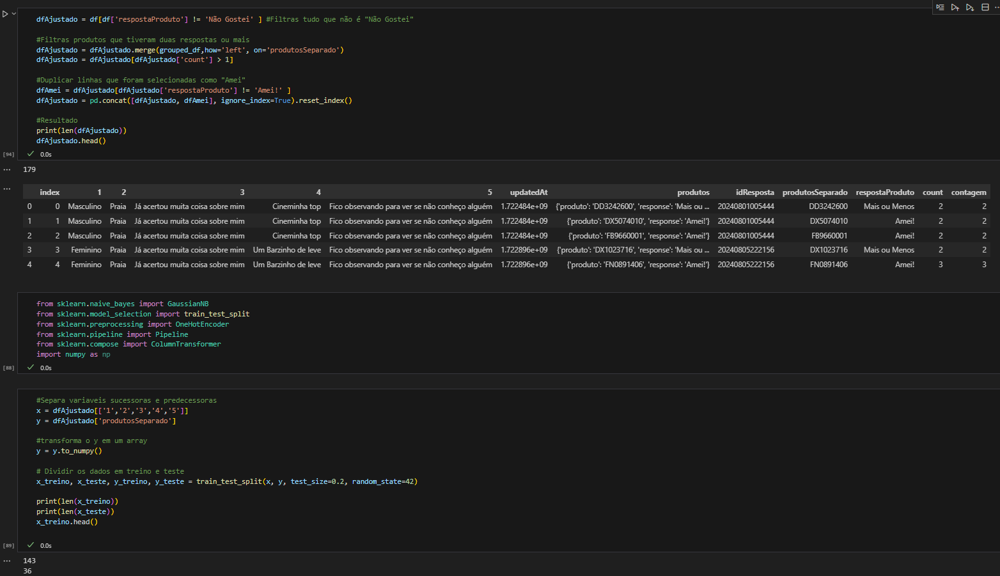 dfAjustado = df[df['respostaProduto'] != 'Não Gostei' ] #Filtras tudo que não é "Não Gostei"
#Filtras produtos que tiveram duas respostas ou mais
dfAjustado = dfAjustado.merge(grouped_df,how='left', on='produtosSeparado')
dfAjustado = dfAjustado[dfAjustado['count'] > 1]
#Duplicar linhas que foram selecionadas como "Amei"
dfAmei = dfAjustado[dfAjustado['respostaProduto'] != 'Amei!' ]
dfAjustado = pd.concat([dfAjustado, dfAmei], ignore_index=True).reset_index()
#Resultado
print(len(dfAjustado))
dfAjustado.head()
[94] 0.0s
179
index 1 2 3 4 5 updatedAt produtos idResposta produtosSeparado respostaProduto count contagem
0 0 Masculino Praia Já acertou muita coisa sobre mim Cineminha top Fico observando para ver se não conheço alguém 1.722484e+09 {'produto': 'DD3242600', 'response': 'Mais ou ... 20240801005444 DD3242600 Mais ou Menos 2 2
1 1 Masculino Praia Já acertou muita coisa sobre mim Cineminha top Fico observando para ver se não conheço alguém 1.722484e+09 {'produto': 'DX5074010', 'response': 'Amei!'} 20240801005444 DX5074010 Amei! 2 2
2 2 Masculino Praia Já acertou muita coisa sobre mim Cineminha top Fico observando para ver se não conheço alguém 1.722484e+09 {'produto': 'FB9660001', 'response': 'Amei!'} 20240801005444 FB9660001 Amei! 2 2
3 3 Feminino Praia Já acertou muita coisa sobre mim Um Barzinho de leve Fico observando para ver se não conheço alguém 1.722896e+09 {'produto': 'DX1023716', 'response': 'Mais ou ... 20240805222156 DX1023716 Mais ou Menos 2 2
4 4 Feminino Praia Já acertou muita coisa sobre mim Um Barzinho de leve Fico observando para ver se não conheço alguém 1.722896e+09 {'produto': 'FN0891406', 'response': 'Amei!'} 20240805222156 FN0891406 Amei! 3 3
from sklearn.naive_bayes import GaussianNB
from sklearn.model_selection import train_test_split
from sklearn.preprocessing import OneHotEncoder
from sklearn.pipeline import Pipeline
from sklearn.compose import ColumnTransformer
import numpy as np
[88] 0.0s
#Separa variaveis sucessoras e predecessoras
x = dfAjustado[['1','2','3','4','5']]
y = dfAjustado['produtosSeparado']
#transforma o y em um array
y = y.to_numpy()
# Dividir os dados em treino e teste
x_treino, x_teste, y_treino, y_teste = train_test_split(x, y, test_size=0.2, random_state=42)
print(len(x_treino))
print(len(x_teste))
x_treino.head()
[89] 0.0s
143
36